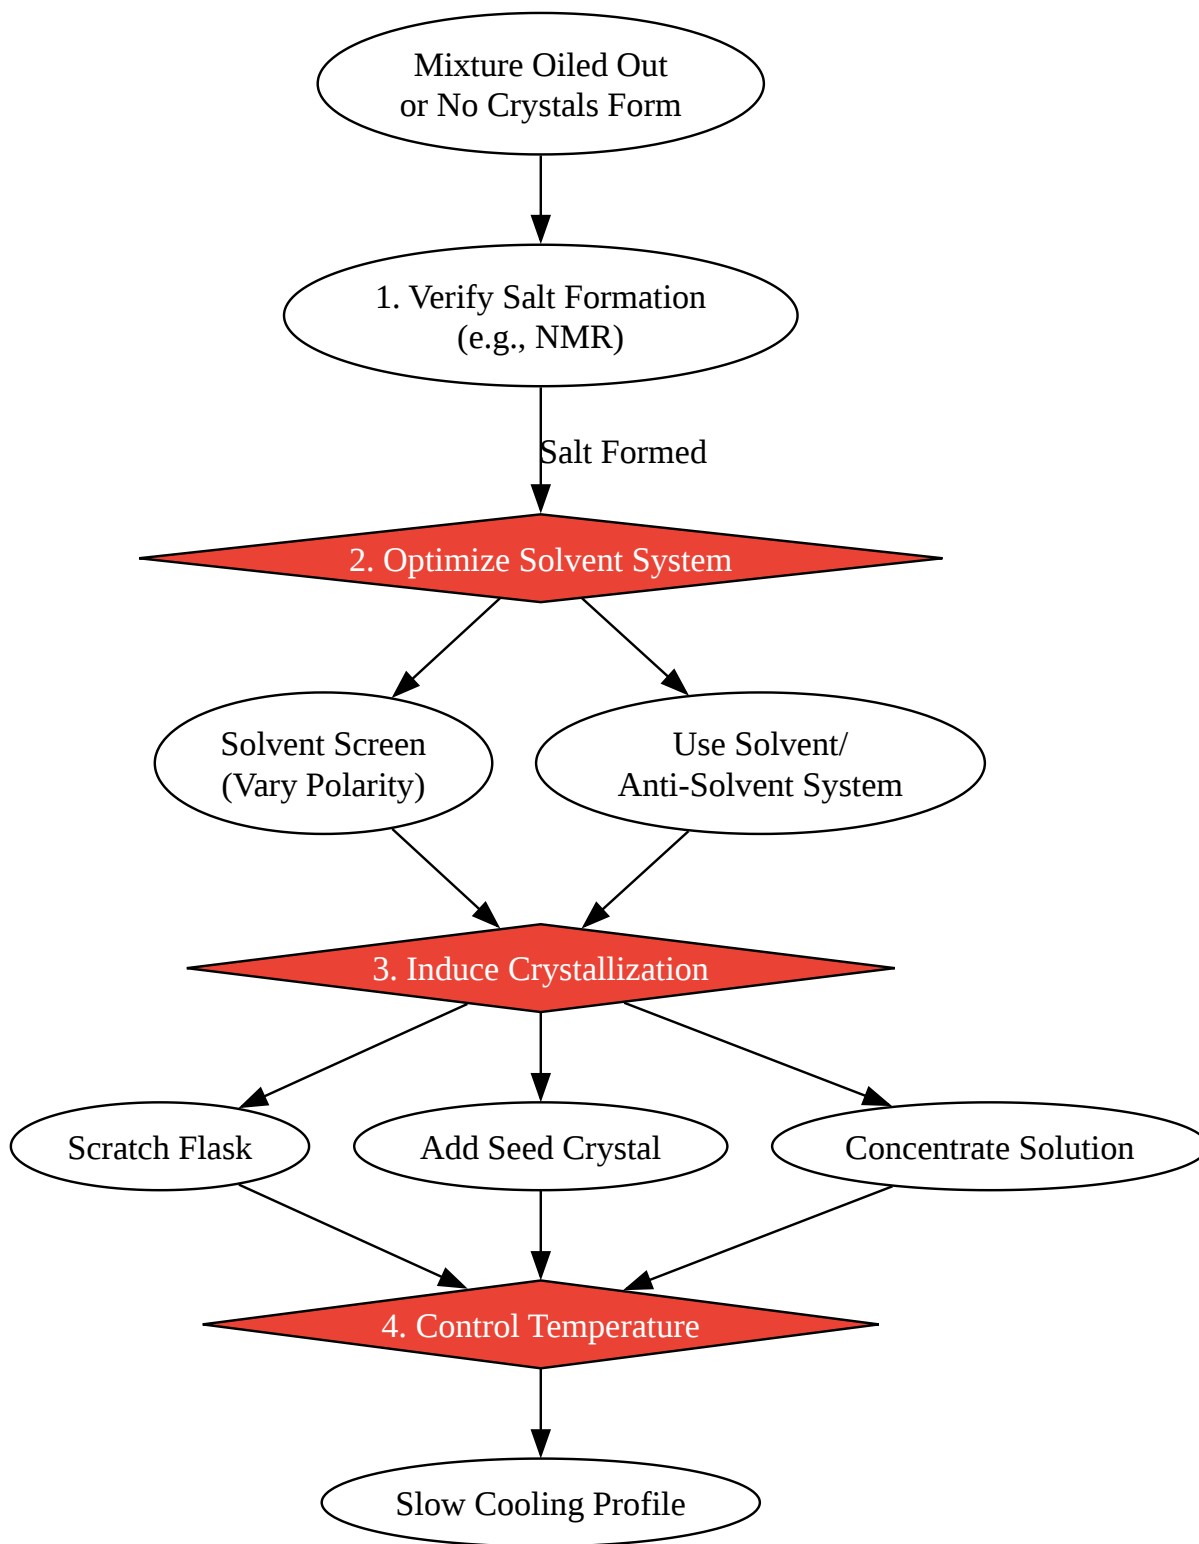 Mixture Oiled Out
or No Crystals Form
1. Verify Salt Formation
(e.g., NMR)
Salt Formed
2. Optimize Solvent System
Solvent Screen
(Vary Polarity)
Use Solvent/
Anti-Solvent System
3. Induce Crystallization
Scratch Flask
Add Seed Crystal
Concentrate Solution
4. Control Temperature
Slow Cooling Profile